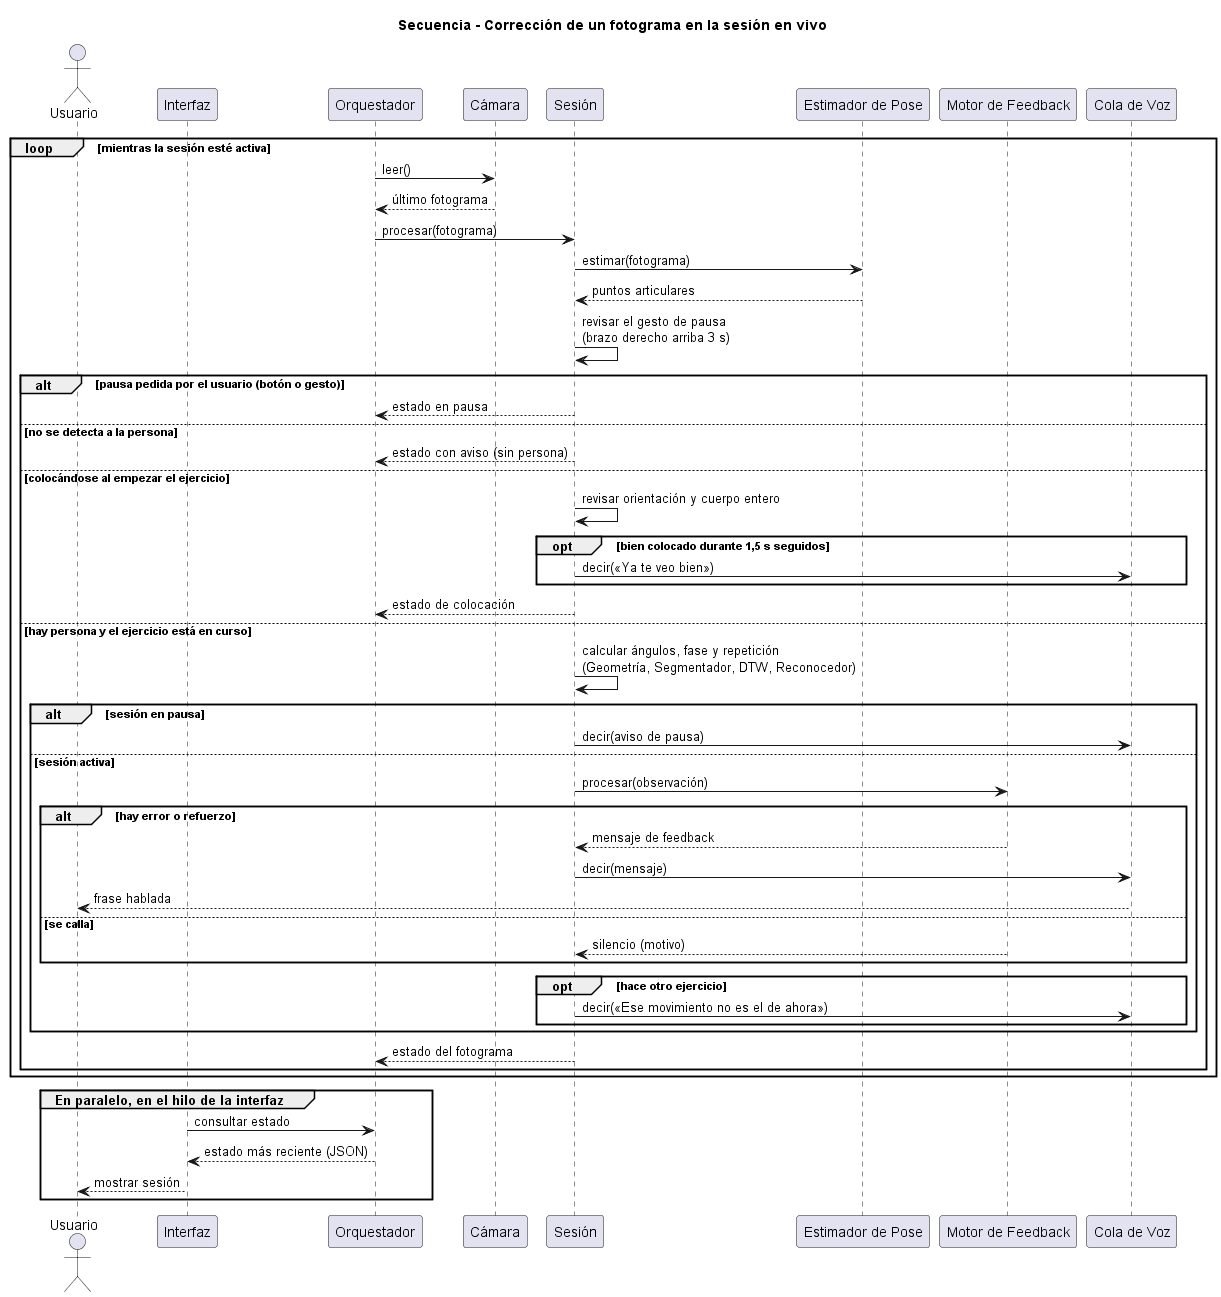 Secuencia - Corrección de un fotograma en la sesión en vivo
Usuario
Interfaz
Orquestador
Cámara
Sesión
Estimador de Pose
Motor de Feedback
Cola de Voz
loop
[mientras la sesión esté activa]
leer()
último fotograma
procesar(fotograma)
estimar(fotograma)
puntos articulares
revisar el gesto de pausa
(brazo derecho arriba 3 s)
alt
[pausa pedida por el usuario (botón o gesto)]
estado en pausa
[no se detecta a la persona]
estado con aviso (sin persona)
[colocándose al empezar el ejercicio]
revisar orientación y cuerpo entero
opt
[bien colocado durante 1,5 s seguidos]
decir(«Ya te veo bien»)
estado de colocación
[hay persona y el ejercicio está en curso]
calcular ángulos, fase y repetición
(Geometría, Segmentador, DTW, Reconocedor)
alt
[sesión en pausa]
decir(aviso de pausa)
[sesión activa]
procesar(observación)
alt
[hay error o refuerzo]
mensaje de feedback
decir(mensaje)
frase hablada
[se calla]
silencio (motivo)
opt
[hace otro ejercicio]
decir(«Ese movimiento no es el de ahora»)
estado del fotograma
En paralelo, en el hilo de la interfaz
consultar estado
estado más reciente (JSON)
mostrar sesión
Usuario
Interfaz
Orquestador
Cámara
Sesión
Estimador de Pose
Motor de Feedback
Cola de Voz